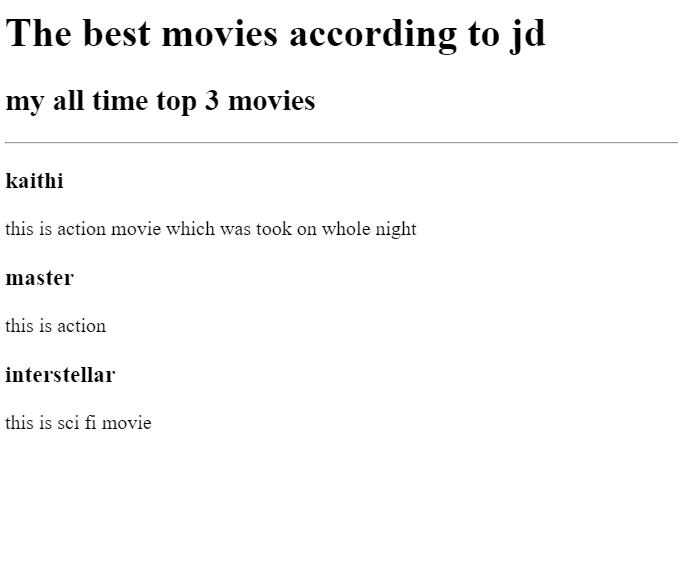 The best movies according to jd
my all time top 3 movies
kaithi
this is action movie which was took on whole night
master
this is action
interstellar
this is sci fi movie